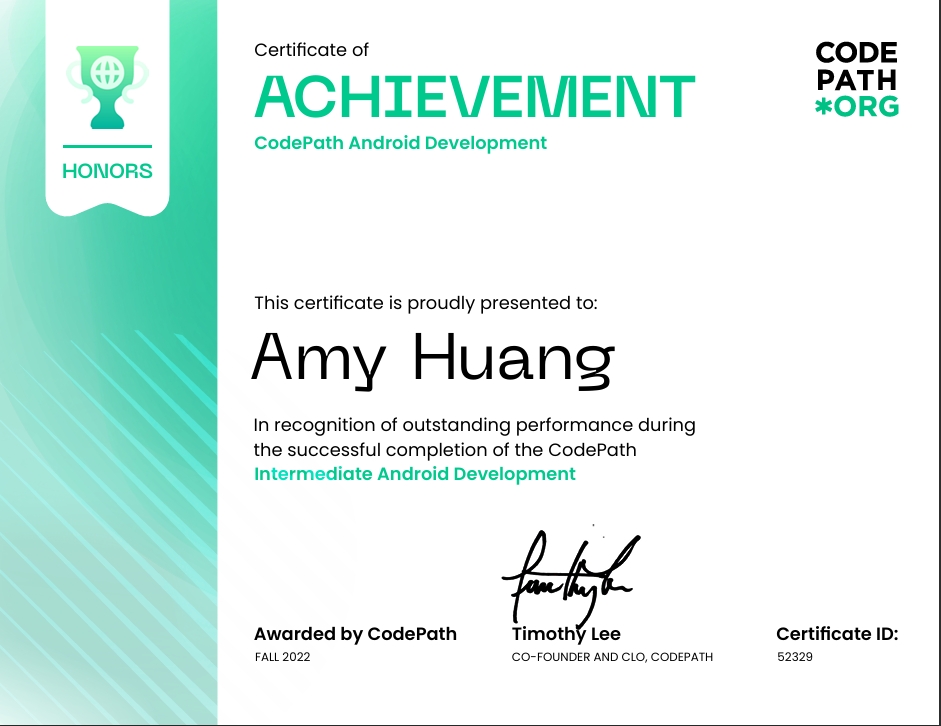 HONORS
Certificate of
ACHIEVEMENT
CodePath Android Development
CODE
PATH
*ORG
This certificate is proudly presented to:
Amy Huang
In recognition of outstanding performance during
the successful completion of the CodePath
Intermediate Android Development
Awarded by CodePath
FALL 2022
Timothy Lee
CO-FOUNDER AND CLO, CODEPATH
Certificate ID:
52329